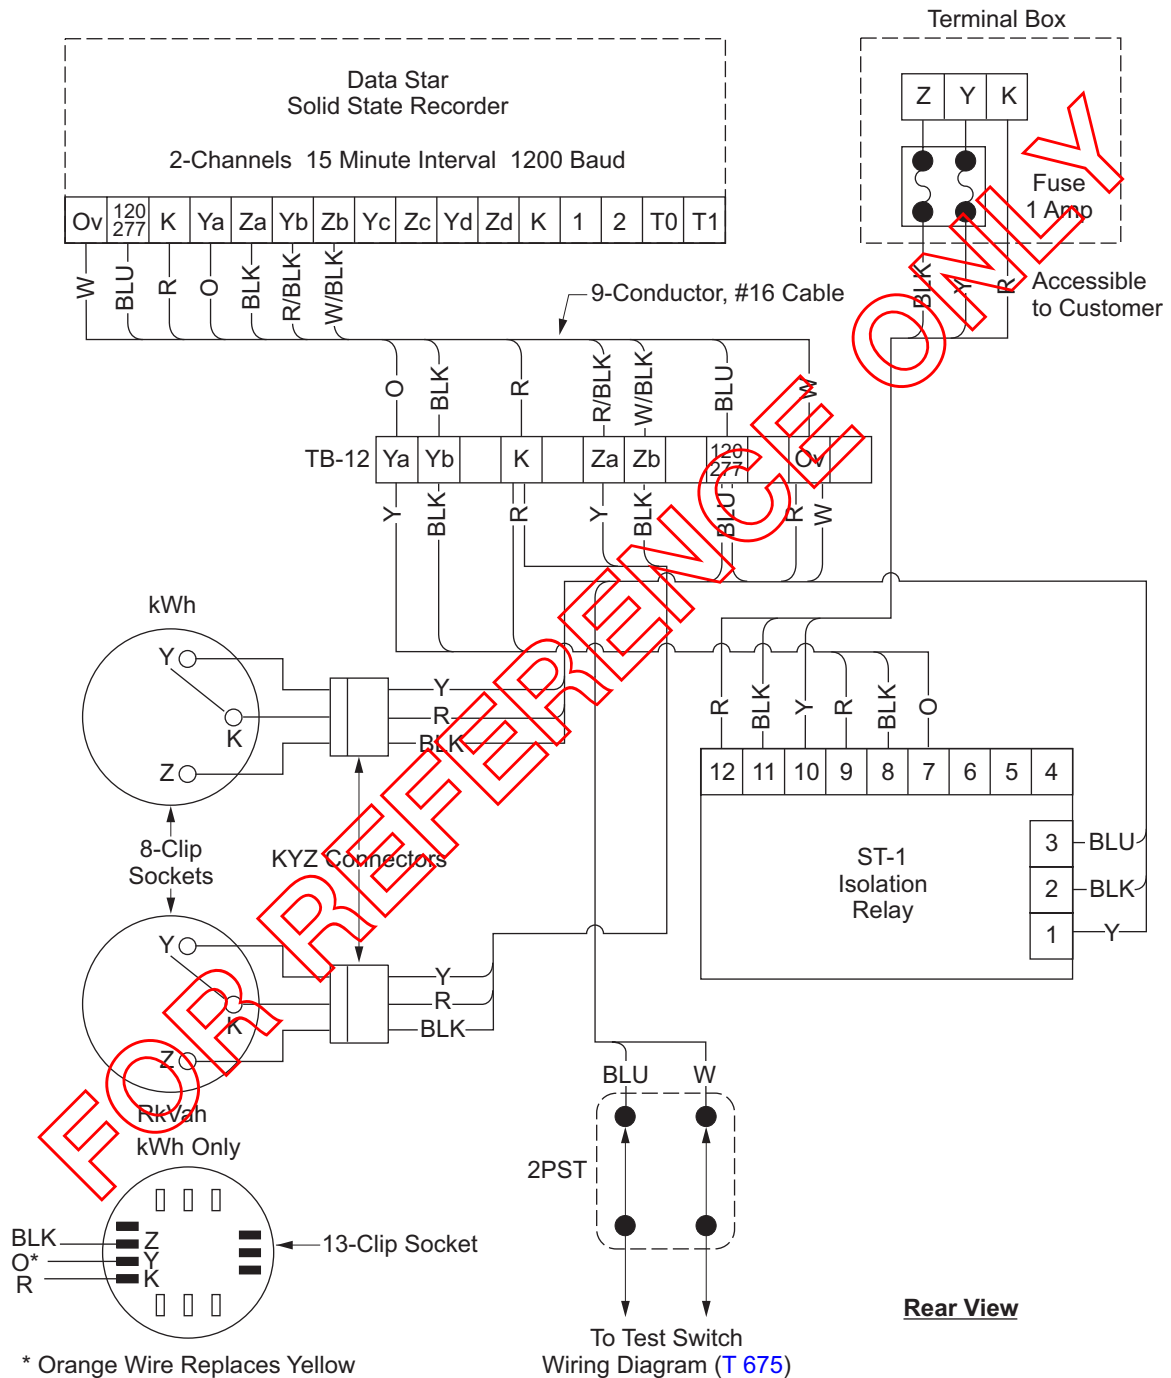 Terminal Box
Data Star
Solid State Recorder
2-Channels 15 Minute Interval 1200 Baud
Z Y K
Fuse
1 Amp
Ov 120 277 K Ya Za Yb Zb Yc Zc Yd Zd K 1 2 T0 T1
W BLU R O BLK R/BLK W/BLK
BLK Y R
Accessible
to Customer
9-Conductor, #16 Cable
O BLK R R/BLK W/BLK BLU W
TB-12 Ya Yb K Za Zb 120 277 Ov
Y BLK R Y BLK BLU R W
kWh
Y
K
Z
Y
R
BLK
R BLK Y R BLK O
12 11 10 9 8 7 6 5 4
3 BLU
2 BLK
1 Y
ST-1
Isolation
Relay
8-Clip
Sockets
KYZ Connectors
Y
K
Z
Y
R
BLK
RkVah
kWh Only
BLU W
2PST
BLK Z
O* Y
R K
13-Clip Socket
Rear View
To Test Switch
Wiring Diagram (T 675)
* Orange Wire Replaces Yellow
FOR REFERENCE ONLY